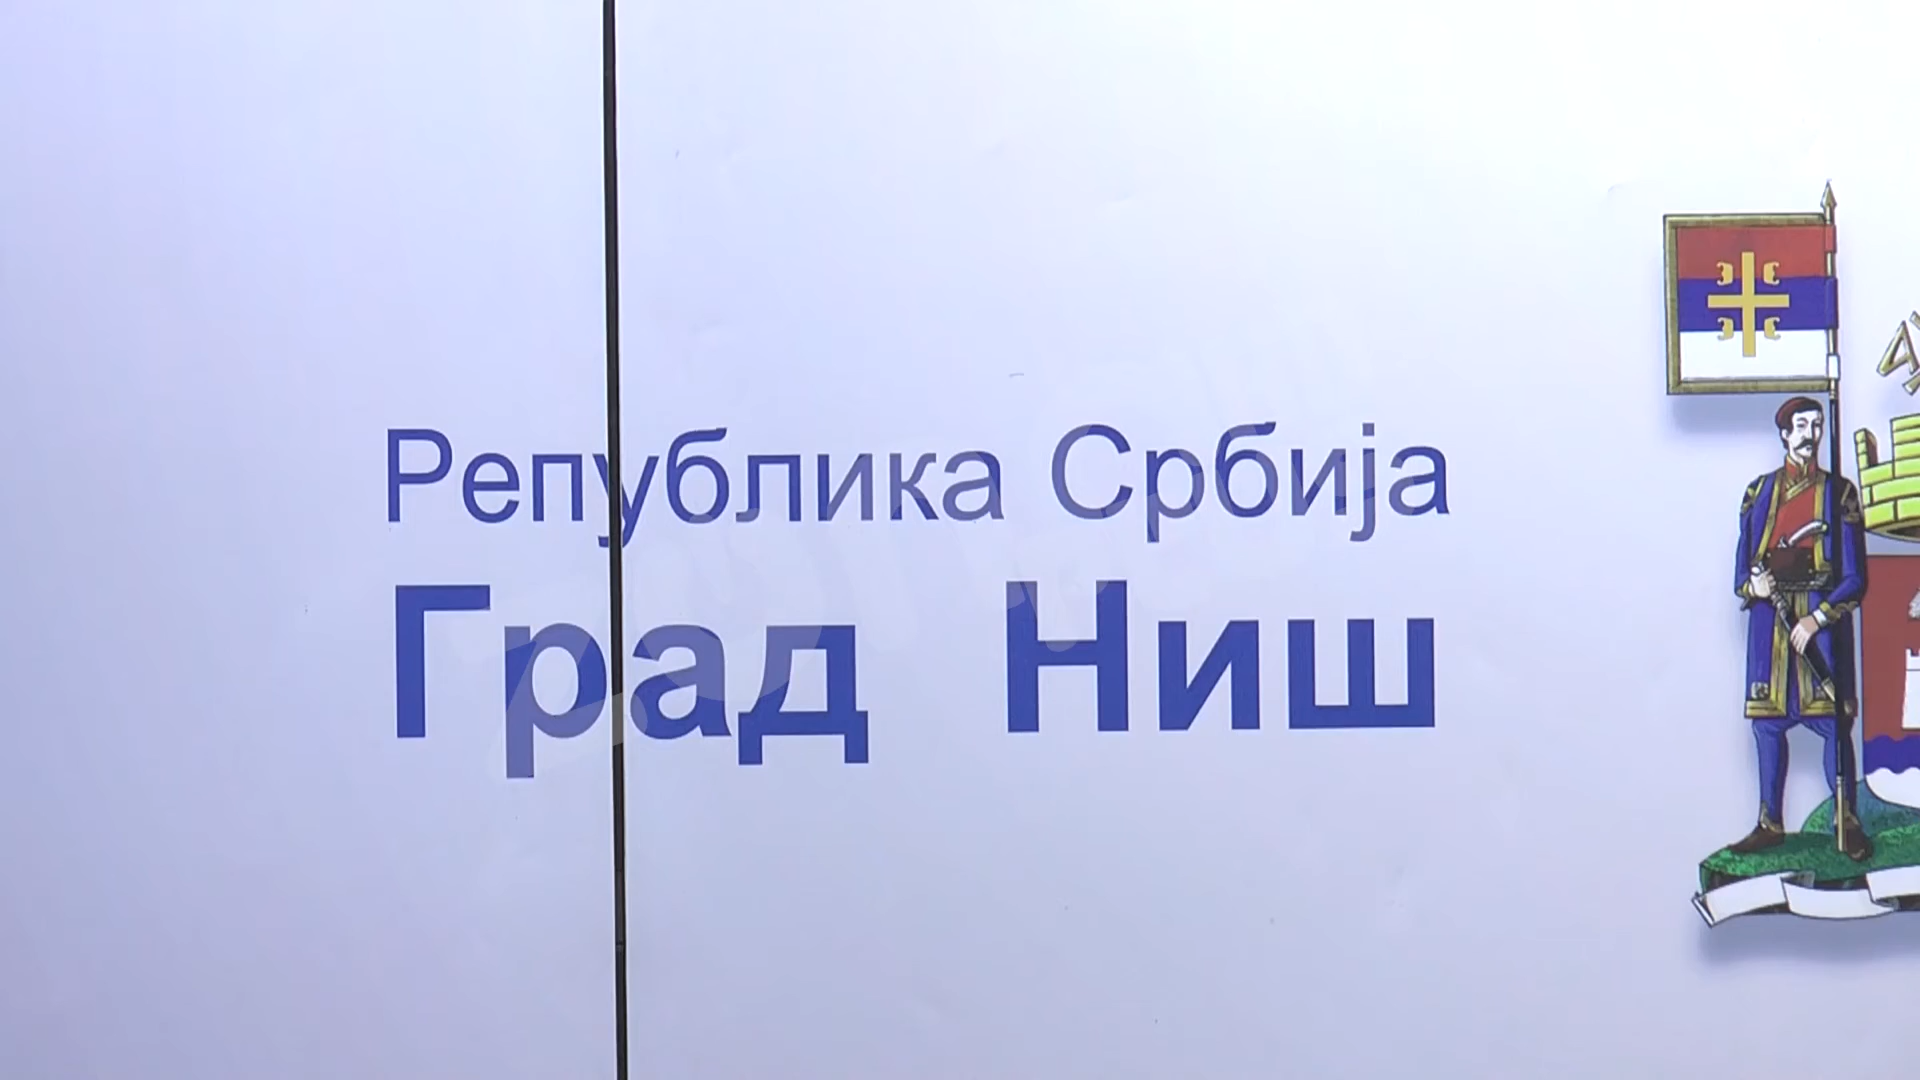 Република Србија
Град Ниш